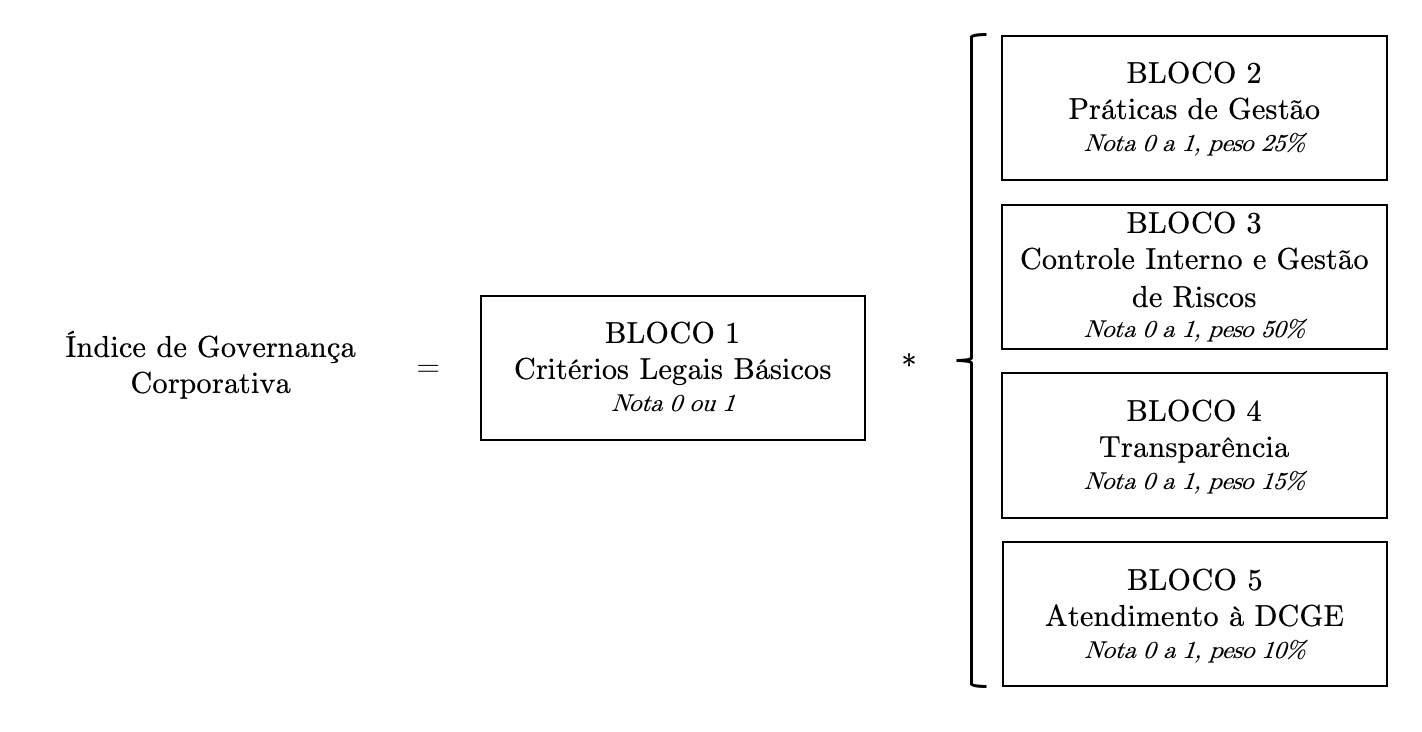 Índice de Governança
Corporativa
=
BLOCO 1
Critérios Legais Básicos
Nota 0 ou 1
*
BLOCO 2
Práticas de Gestão
Nota 0 a 1, peso 25%
BLOCO 3
Controle Interno e Gestão
de Riscos
Nota 0 a 1, peso 50%
BLOCO 4
Transparência
Nota 0 a 1, peso 15%
BLOCO 5
Atendimento à DCGE
Nota 0 a 1, peso 10%